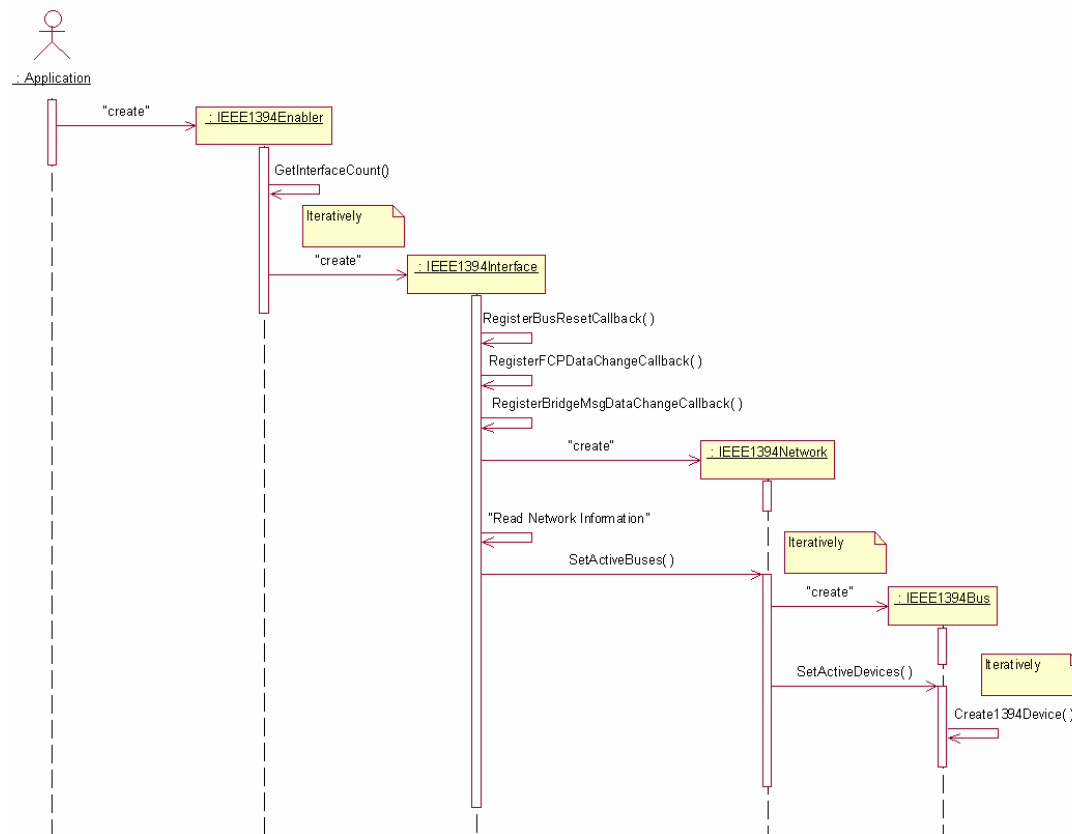 : Application
"create"
: IEEE1394Enabler
GetInterfaceCount()
Iteratively
"create"
: IEEE1394Interface
RegisterBusResetCallback( )
RegisterFCPDataChangeCallback( )
RegisterBridgeMsgDataChangeCallback( )
"create"
: IEEE1394Network
"Read Network Information"
Iteratively
SetActiveBuses( )
"create"
: IEEE1394Bus
Iteratively
SetActiveDevices( )
Create1394Device( )